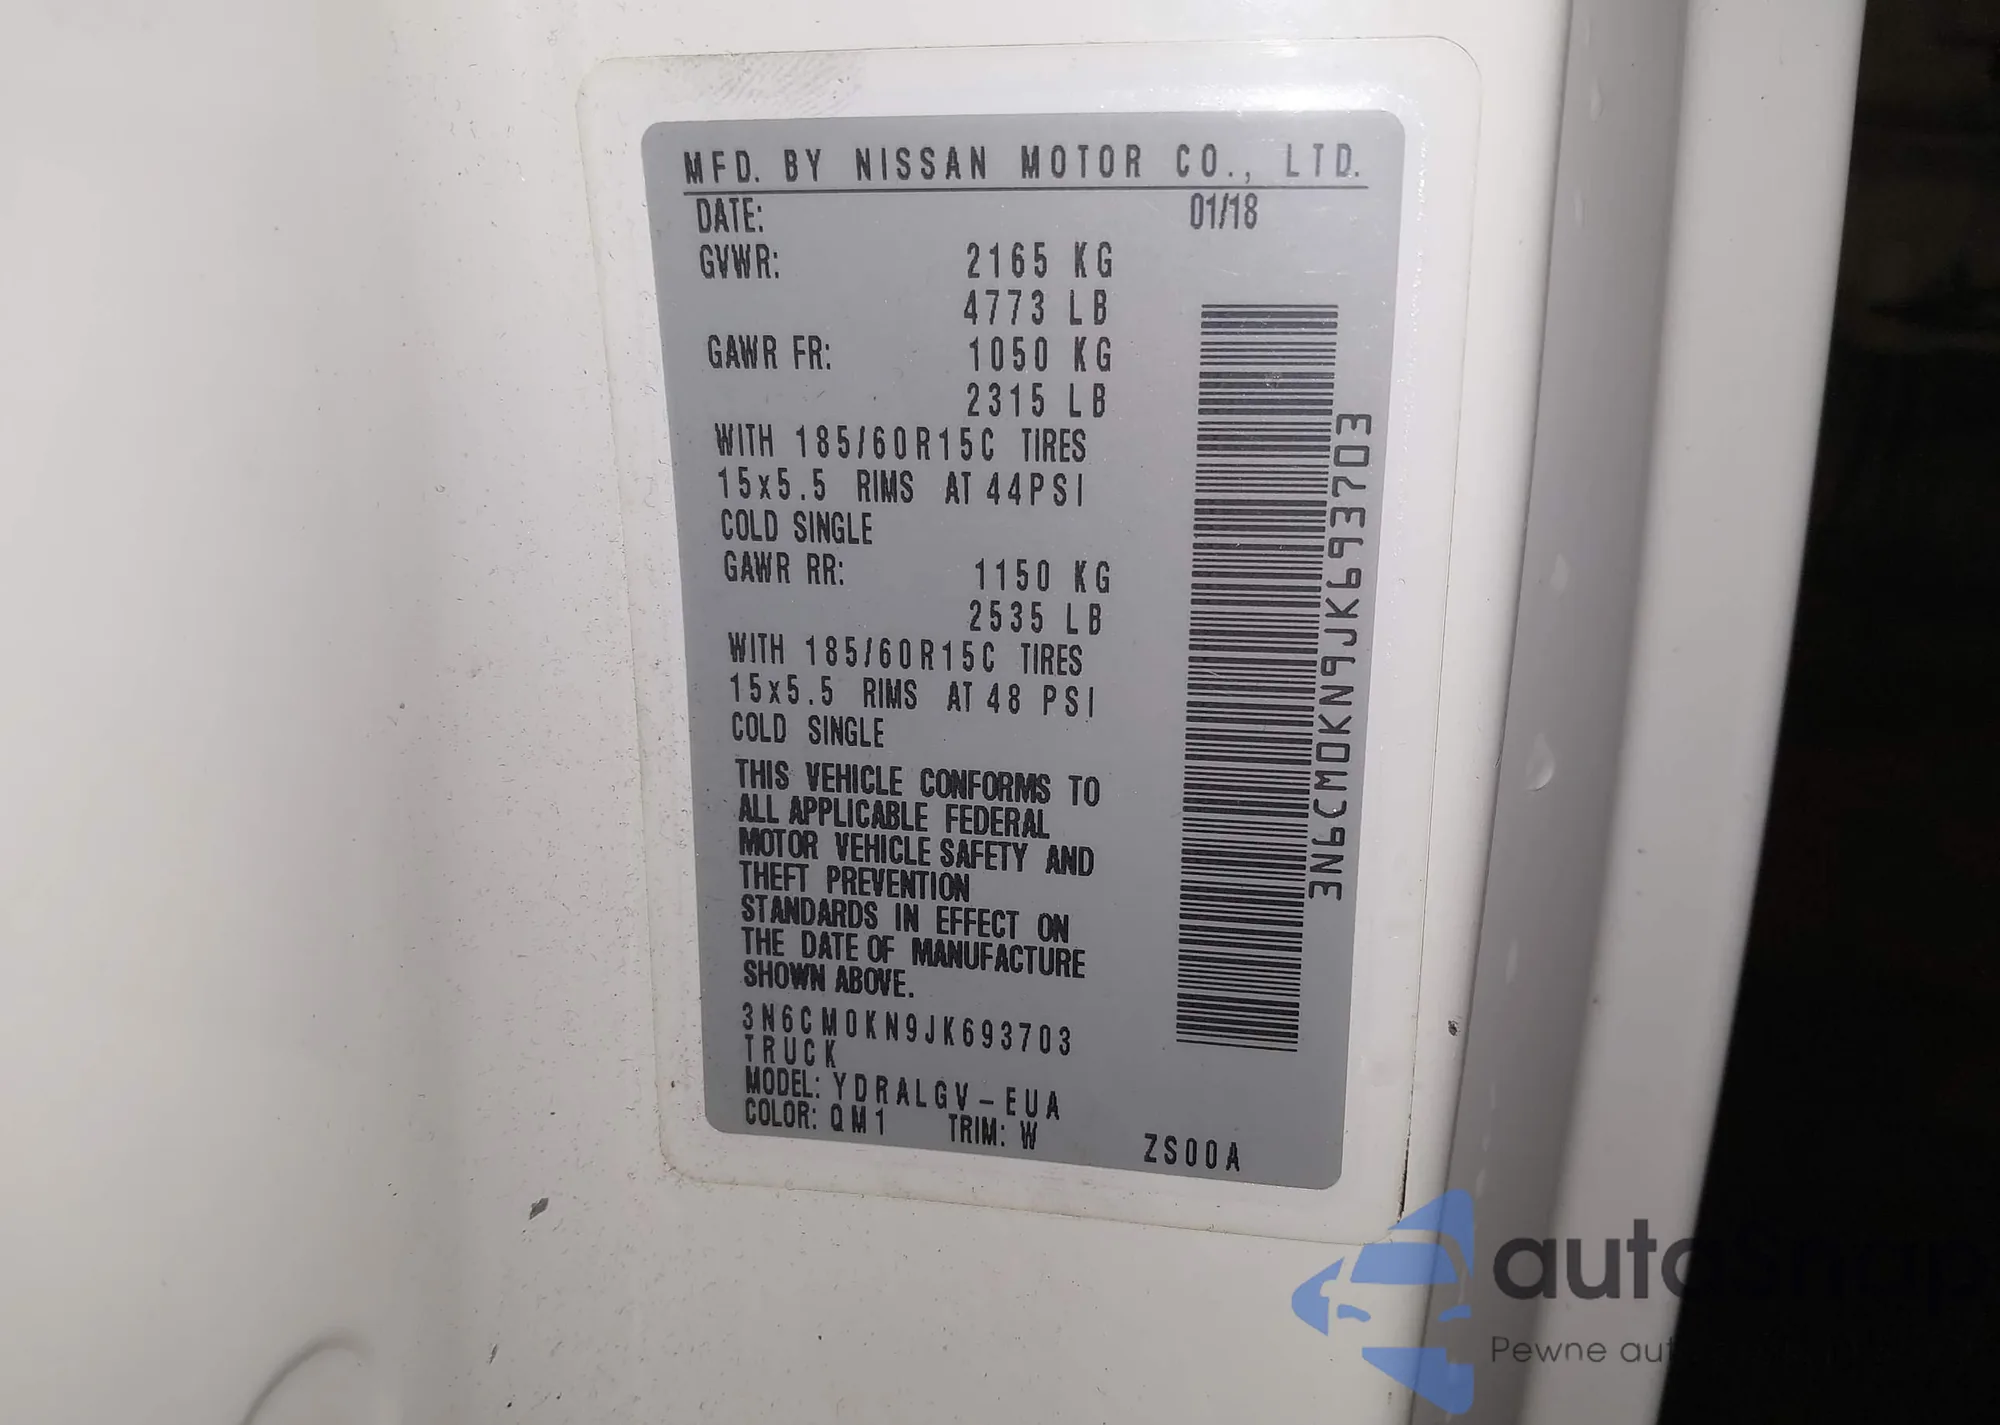 MFD. BY NISSAN MOTOR CO., LTD.
DATE: 01/18
GVWR: 2165 KG
4773 LB
GAWR FR: 1050 KG
2315 LB
WITH 185/60R15C TIRES
15x5.5 RIMS AT 44PSI
COLD SINGLE
GAWR RR: 1150 KG
2535 LB
WITH 185/60R15C TIRES
15x5.5 RIMS AT 48 PSI
COLD SINGLE
THIS VEHICLE CONFORMS TO
ALL APPLICABLE FEDERAL
MOTOR VEHICLE SAFETY AND
THEFT PREVENTION
STANDARDS IN EFFECT ON
THE DATE OF MANUFACTURE
SHOWN ABOVE.
3N6CM0KN9JK693703
TRUCK
MODEL: YDRALGV-EUA
COLOR: QM1 TRIM: W ZS00A
3N6CM0KN9JK693703
Pewne